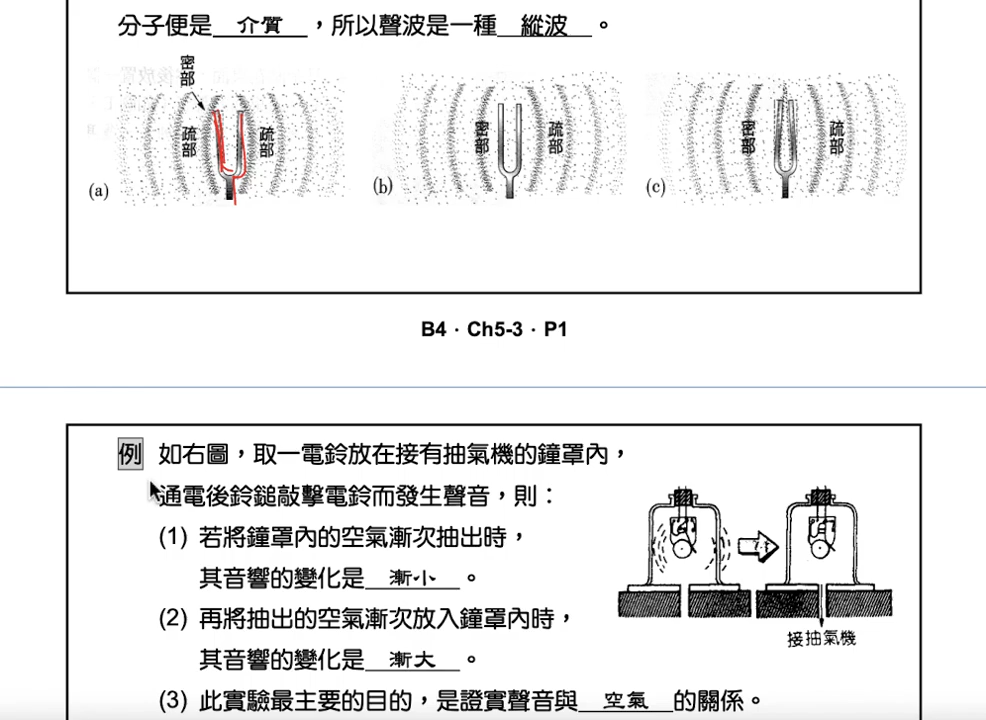 分子便是 介質 ,所以聲波是一種 縱波 。
密部
疏部 疏部 密部 疏部 密部 疏部
(a) (b) (c)
B4 · Ch5-3 · P1
例 如右圖,取一電鈴放在接有抽氣機的鐘罩內,
通電後鈴鎚敲擊電鈴而發生聲音,則:
(1) 若將鐘罩內的空氣漸次抽出時,
其音響的變化是 漸小 。
(2) 再將抽出的空氣漸次放入鐘罩內時,
接抽氣機
其音響的變化是 漸大 。
(3) 此實驗最主要的目的,是證實聲音與 空氣 的關係。